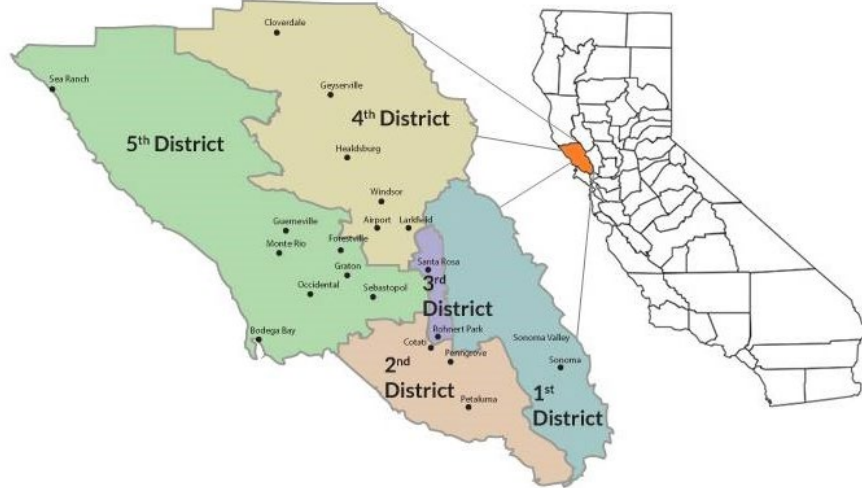 Cloverdale
Sea Ranch
Geyserville
4th District
5th District
Healdsburg
Windsor
Airport
Larkfield
Guerneville
Forestville
Monte Rio
Santa Rosa
Graton
3rd
District
Occidental
Sebastopol
Bodega Bay
Rohnert Park
Cotati
Sonoma Valley
Penngrove
Sonoma
2nd
District
1st
District
Petaluma